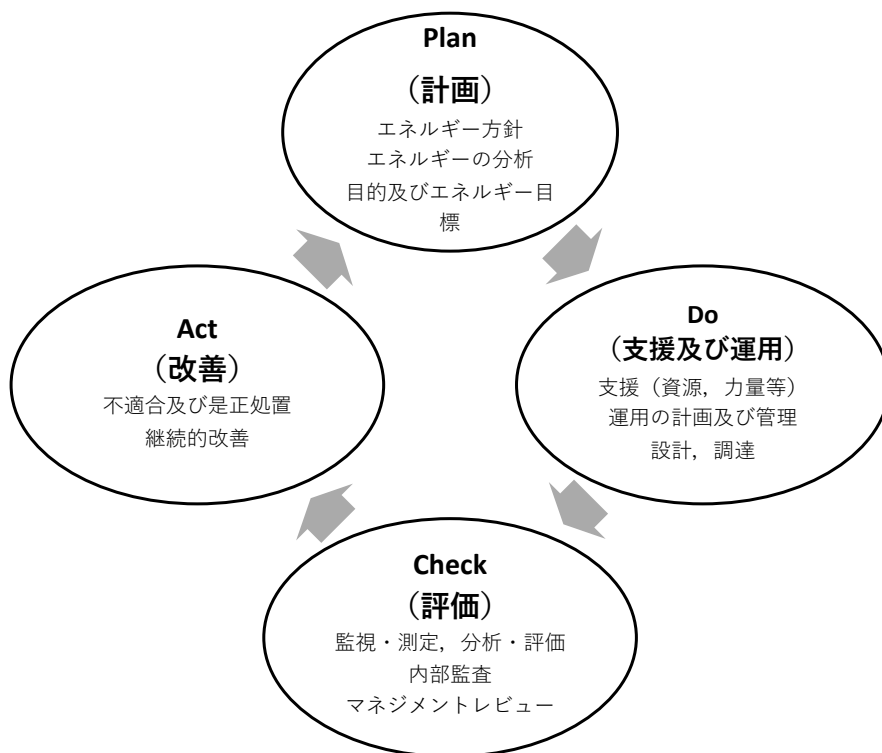 Plan
（計画）
エネルギー方針
エネルギーの分析
目的及びエネルギー目
標
Act
（改善）
不適合及び是正処置
継続的改善
Do
（支援及び運用）
支援（資源，力量等）
運用の計画及び管理
設計，調達
Check
（評価）
監視・測定，分析・評価
内部監査
マネジメントレビュー